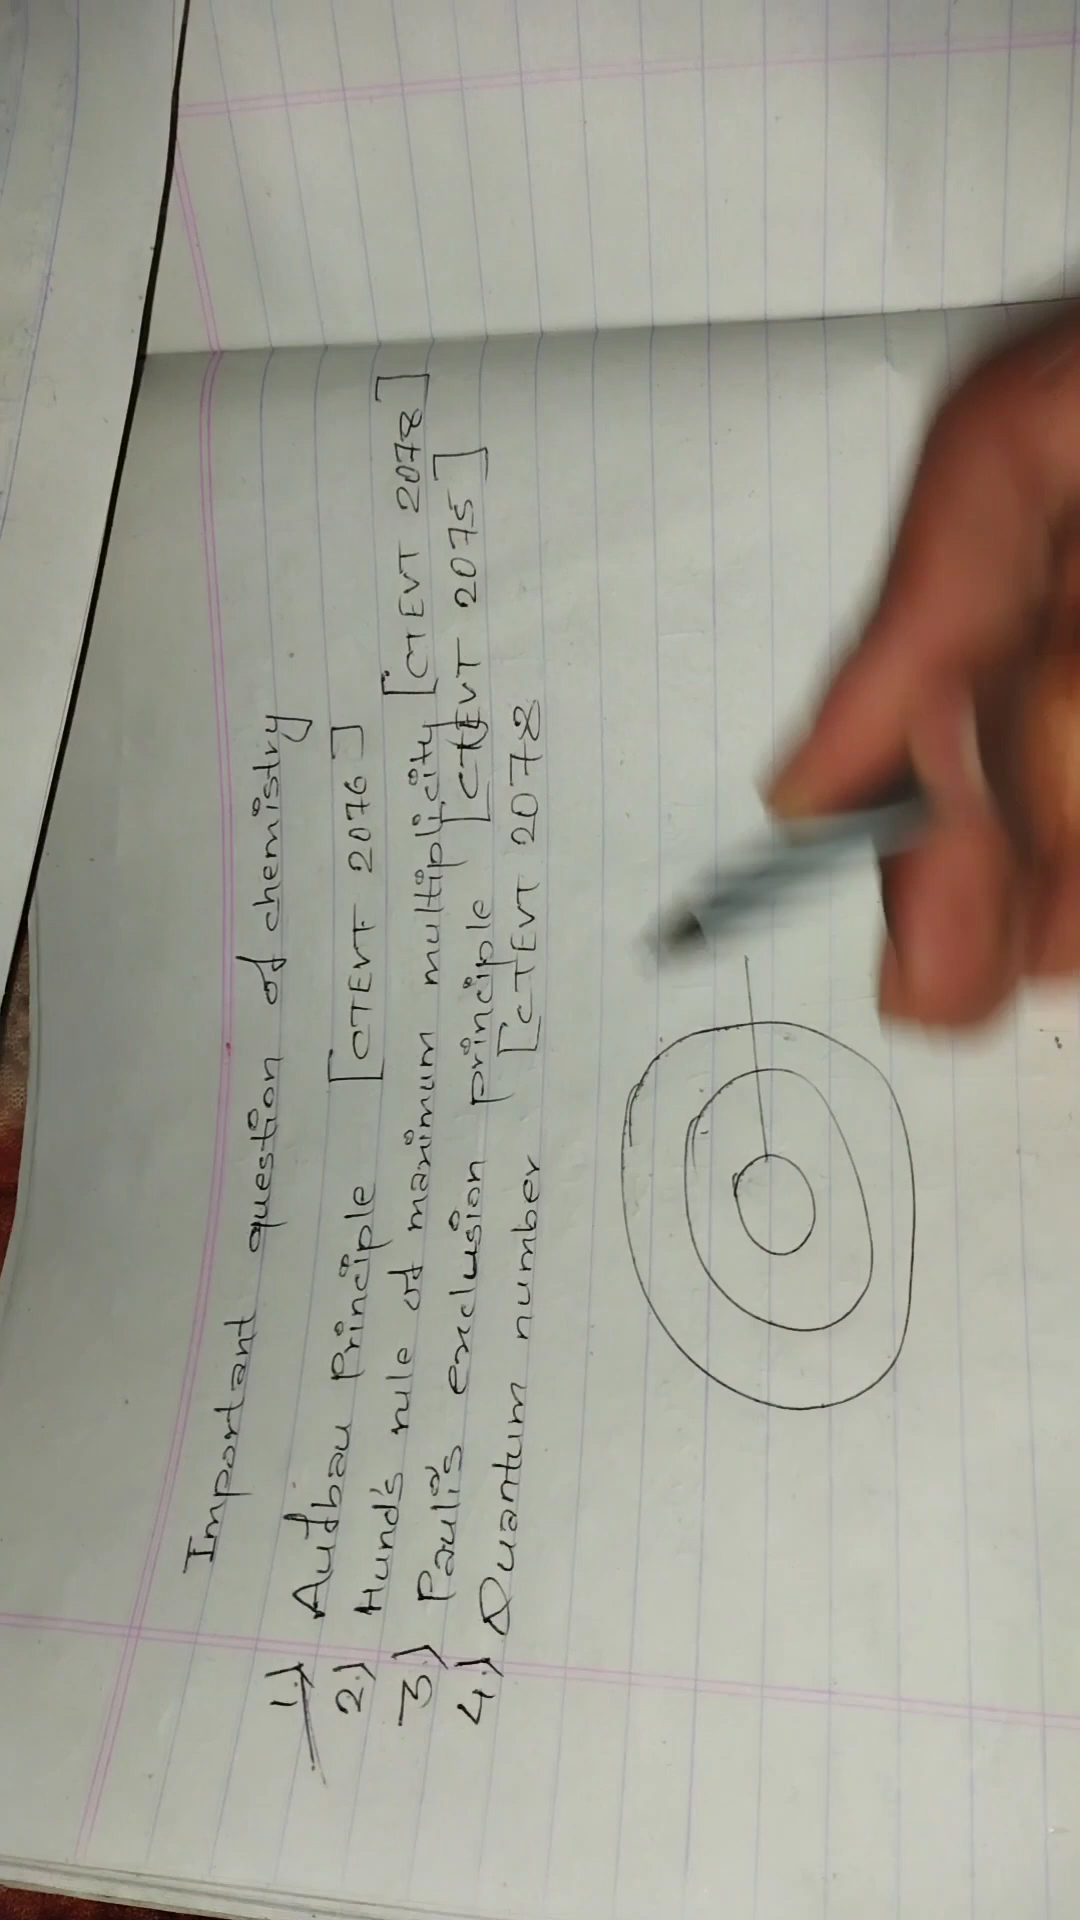 Important question of chemistry
1.) Aufbau Principle [CTEVT 2076]
2.) Hund's rule of maximum multiplicity [CTEVT 2078]
3.) Pauli's exclusion principle [CTEVT 2075]
4.) Quantum number [CTEVT 2078